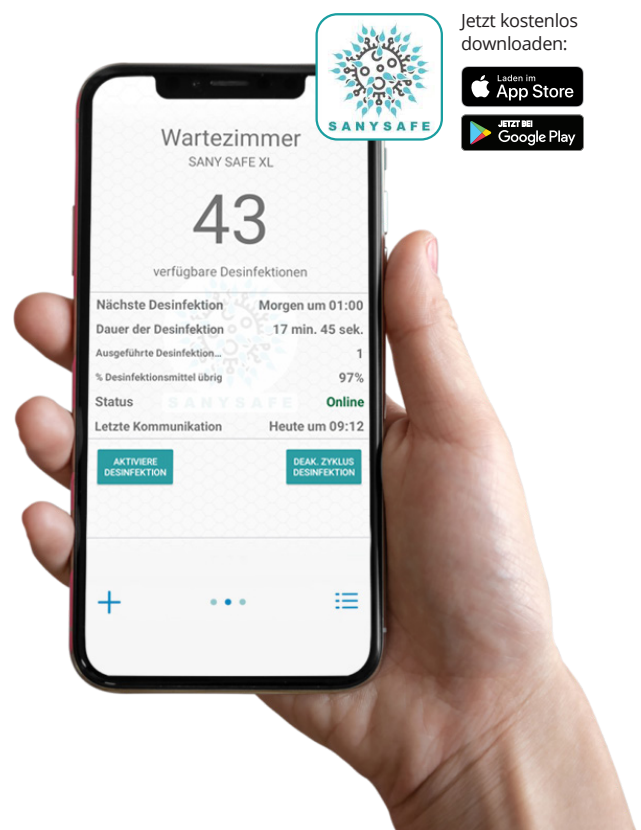 Jetzt kostenlos
downloaden:
Laden im
App Store
JETZT BEI
Google Play
SANYSAFE
Wartezimmer
SANY SAFE XL
43
verfügbare Desinfektionen
Nächste Desinfektion Morgen um 01:00
Dauer der Desinfektion 17 min. 45 sek.
Ausgeführte Desinfektion... 1
% Desinfektionsmittel übrig 97%
Status Online
SANYSAFE
Letzte Kommunikation Heute um 09:12
AKTIVIERE
DESINFEKTION
DEAK. ZYKLUS
DESINFEKTION